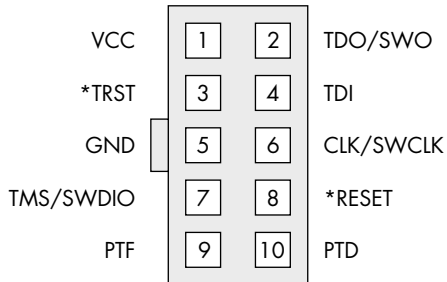 VCC 1 2 TDO/SWO
*TRST 3 4 TDI
GND 5 6 CLK/SWCLK
TMS/SWDIO 7 8 *RESET
PTF 9 10 PTD